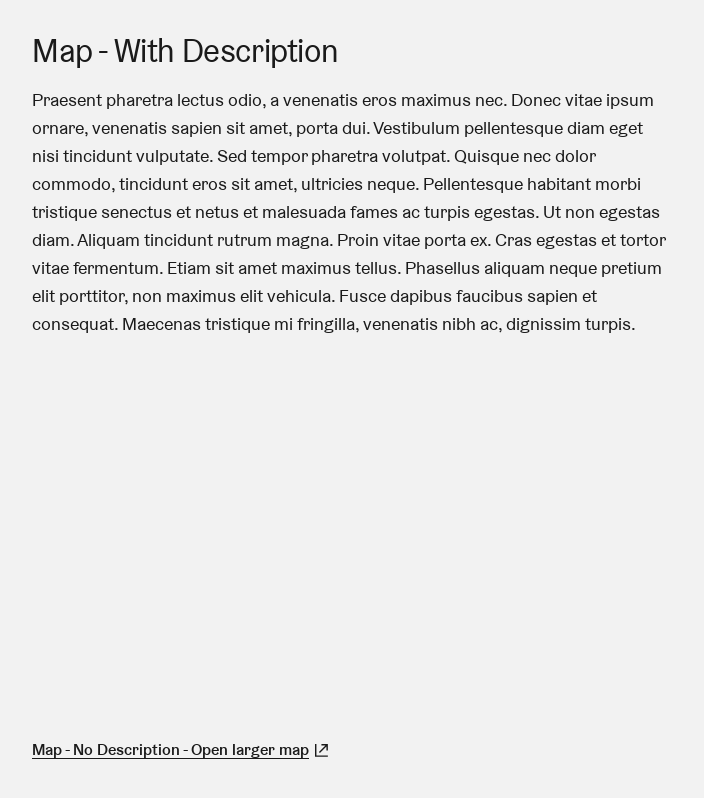 Map - With Description
Praesent pharetra lectus odio, a venenatis eros maximus nec. Donec vitae ipsum
ornare, venenatis sapien sit amet, porta dui. Vestibulum pellentesque diam eget
nisi tincidunt vulputate. Sed tempor pharetra volutpat. Quisque nec dolor
commodo, tincidunt eros sit amet, ultricies neque. Pellentesque habitant morbi
tristique senectus et netus et malesuada fames ac turpis egestas. Ut non egestas
diam. Aliquam tincidunt rutrum magna. Proin vitae porta ex. Cras egestas et tortor
vitae fermentum. Etiam sit amet maximus tellus. Phasellus aliquam neque pretium
elit porttitor, non maximus elit vehicula. Fusce dapibus faucibus sapien et
consequat. Maecenas tristique mi fringilla, venenatis nibh ac, dignissim turpis.
Map - No Description - Open larger map